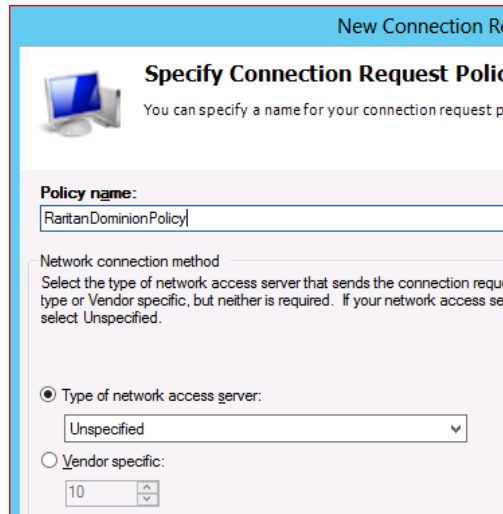 New Connection Re
Specify Connection Request Polic
You can specify a name for your connection request p
Policy name:
RaritanDominionPolicy
Network connection method
Select the type of network access server that sends the connection reque
type or Vendor specific, but neither is required. If your network access se
select Unspecified.
Type of network access server:
Unspecified
Vendor specific:
10